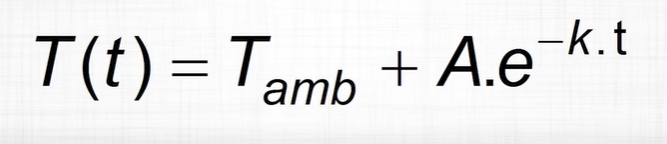 T(t) = T_amb + A.e^{-k.t}